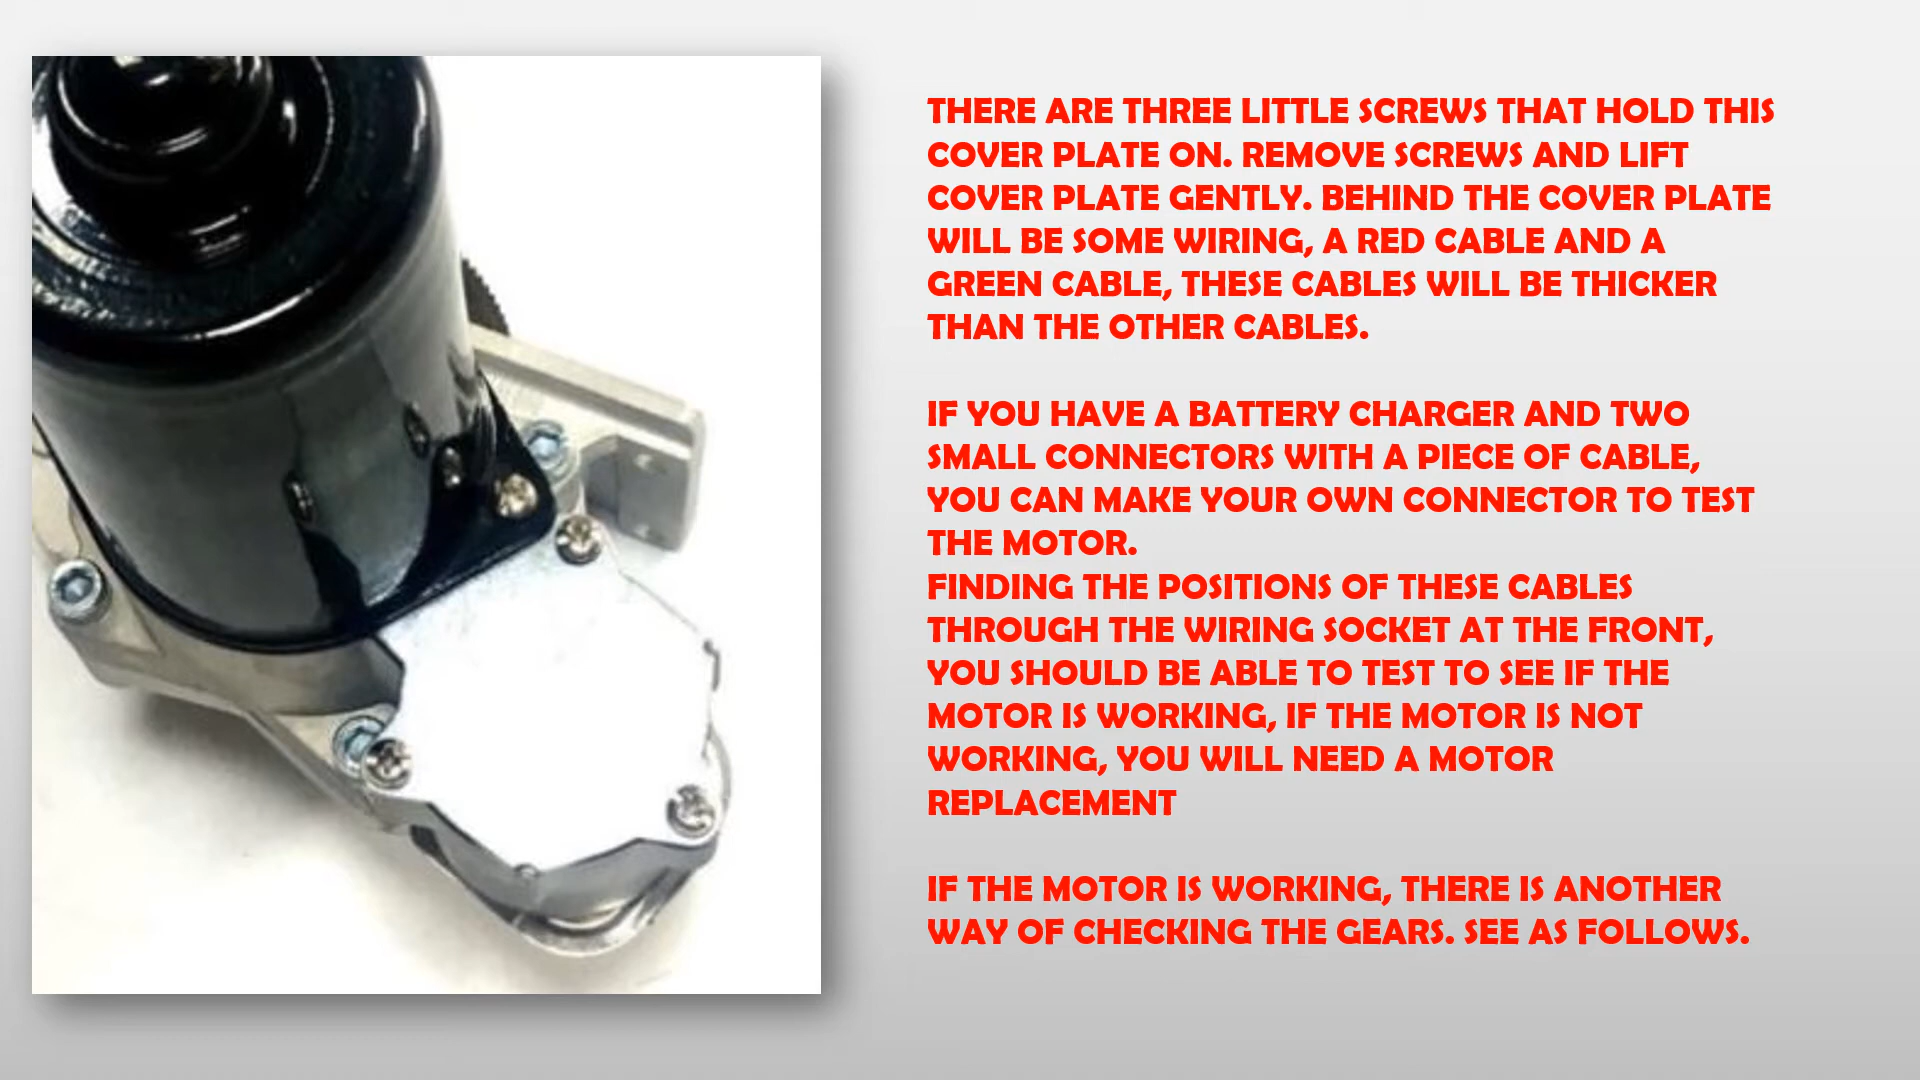 THERE ARE THREE LITTLE SCREWS THAT HOLD THIS
COVER PLATE ON. REMOVE SCREWS AND LIFT
COVER PLATE GENTLY. BEHIND THE COVER PLATE
WILL BE SOME WIRING, A RED CABLE AND A
GREEN CABLE, THESE CABLES WILL BE THICKER
THAN THE OTHER CABLES.
IF YOU HAVE A BATTERY CHARGER AND TWO
SMALL CONNECTORS WITH A PIECE OF CABLE,
YOU CAN MAKE YOUR OWN CONNECTOR TO TEST
THE MOTOR.
FINDING THE POSITIONS OF THESE CABLES
THROUGH THE WIRING SOCKET AT THE FRONT,
YOU SHOULD BE ABLE TO TEST TO SEE IF THE
MOTOR IS WORKING, IF THE MOTOR IS NOT
WORKING, YOU WILL NEED A MOTOR
REPLACEMENT
IF THE MOTOR IS WORKING, THERE IS ANOTHER
WAY OF CHECKING THE GEARS. SEE AS FOLLOWS.